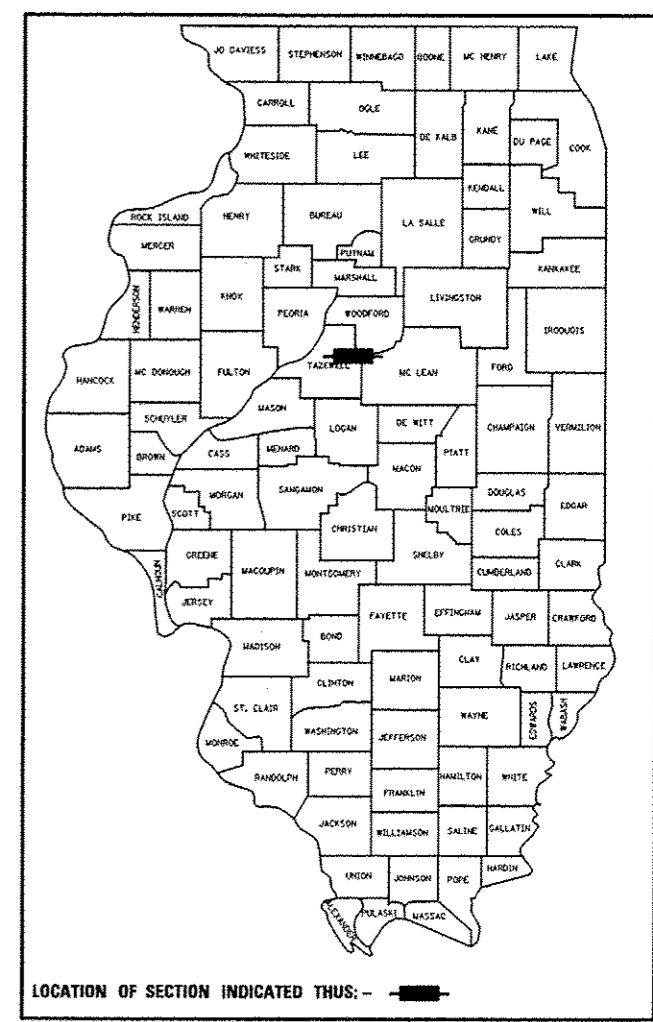 JO DAVIESS STEPHENSON WINNEBAGO BOONE MC HENRY LAKE
CARROLL OGLE DE KALB KANE DU PAGE COOK
WHITESIDE LEE
KENDALL WILL
ROCK ISLAND HENRY BUREAU LA SALLE GRUNDY
MERCER PUTNAM KANKAKEE
STARK MARSHALL
HENDERSON WARREN KNOX PEORIA WOODFORD LIVINGSTON IROQUOIS
HANCOCK MC DONOUGH FULTON TAZEWELL MC LEAN FORD
MASON
SCHUYLER LOGAN DE WITT CHAMPAIGN VERMILION
ADAMS BROWN CASS MENARD MACON PIATT
MORGAN SANGAMON DOUGLAS
PIKE SCOTT CHRISTIAN MOULTRIE COLES EDGAR
GREENE MACOUPIN MONTGOMERY SHELBY CUMBERLAND CLARK
CALHOUN JERSEY
FAYETTE EFFINGHAM JASPER CRAWFORD
MADISON BOND
CLAY RICHLAND LAWRENCE
CLINTON MARION
ST. CLAIR WAYNE EDWARDS WABASH
WASHINGTON JEFFERSON
MONROE
RANDOLPH PERRY HAMILTON WHITE
FRANKLIN
JACKSON WILLIAMSON SALINE GALLATIN
UNION JOHNSON POPE HARDIN
ALEXANDER PULASKI MASSAC
LOCATION OF SECTION INDICATED THUS: -